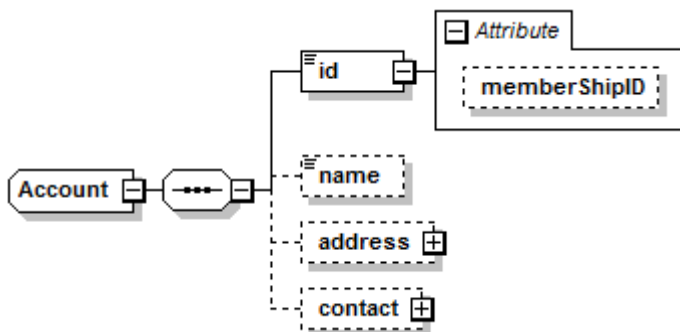 Attribute
id
memberShipID
Account
name
address
contact